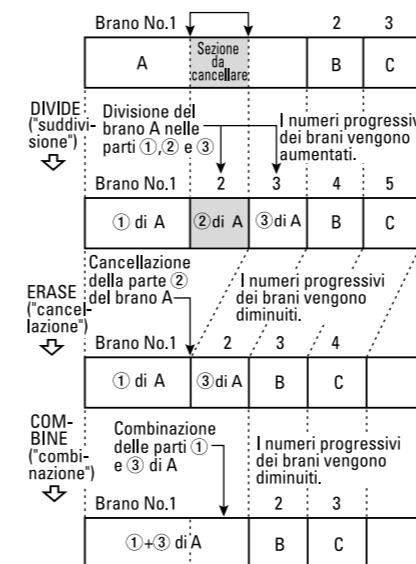 Brano No.1 2 3
A
Sezione
da
cancellare
B C
DIVIDE
("suddivi-
sione")
Divisione del
brano A nelle
parti ①,② e ③
I numeri progressivi
dei brani vengono
aumentati.
Brano No.1 2 3 4 5
① di A ②di A ③di A B C
ERASE
("cancel-
lazione")
Cancellazione
della parte ②
del brano A
I numeri progressivi
dei brani vengono
diminuiti.
Brano No.1 2 3 4
① di A ③di A B C
COM-
BINE
("combi-
nazione")
Combinazione
delle parti ①
e ③ di A
I numeri progressivi
dei brani vengono
diminuiti.
Brano No.1 2 3
①+③ di A B C